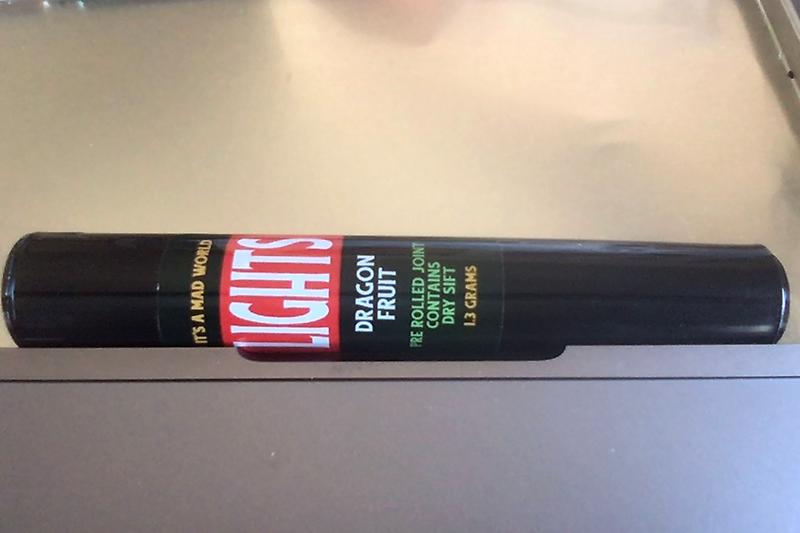 IT'S A MAD WORLD
LIGHTS
DRAGON
FRUIT
PRE ROLLED JOINT
CONTAINS
DRY SIFT
1.3 GRAMS